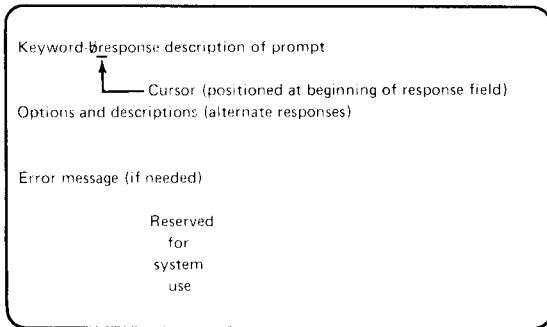 Keyword-ƀresponse description of prompt
Cursor (positioned at beginning of response field)
Options and descriptions (alternate responses)
Error message (if needed)
Reserved
for
system
use